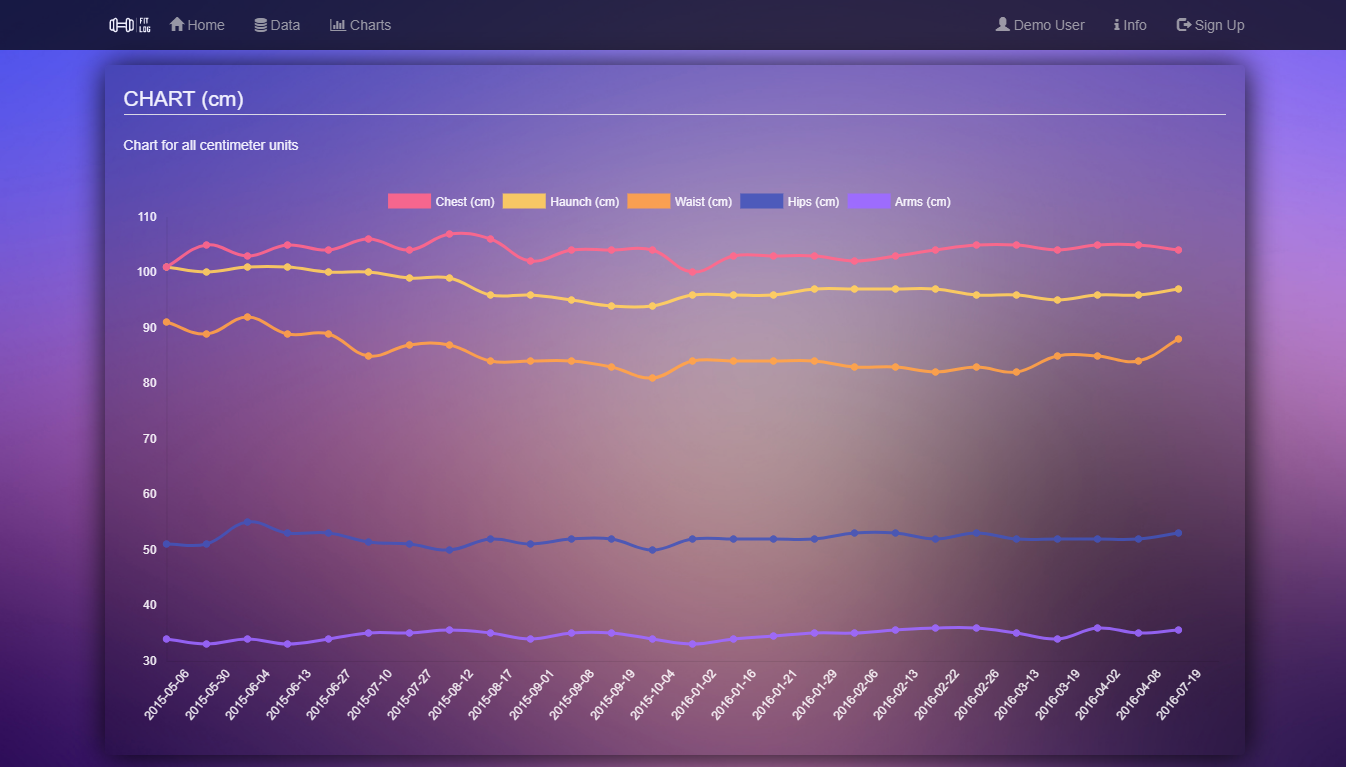 FIT LOG Home Data Charts Demo User Info Sign Up
CHART (cm)
Chart for all centimeter units
Chest (cm) Haunch (cm) Waist (cm) Hips (cm) Arms (cm)
110
100
90
80
70
60
50
40
30
2015-05-06 2015-05-30 2015-06-04 2015-06-13 2015-06-27 2015-07-10 2015-07-27 2015-08-12 2015-08-17 2015-09-01 2015-09-08 2015-09-19 2015-10-04 2016-01-02 2016-01-16 2016-01-21 2016-01-29 2016-02-06 2016-02-13 2016-02-22 2016-02-26 2016-03-13 2016-03-19 2016-04-02 2016-04-08 2016-07-19